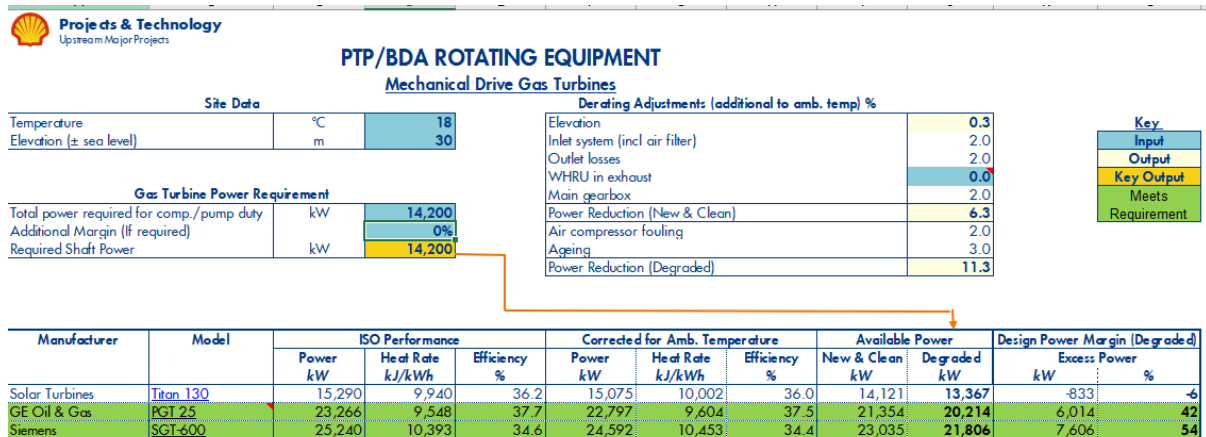 Projects & Technology
Upstream Major Projects
PTP/BDA ROTATING EQUIPMENT
Mechanical Drive Gas Turbines
Site Data
Temperature °C 18
Elevation (± sea level) m 30
Gas Turbine Power Requirement
Total power required for comp./pump duty kW 14,200
Additional Margin (If required) 0%
Required Shaft Power kW 14,200
Derating Adjustments (additional to amb. temp) %
Elevation 0.3
Inlet system (incl air filter) 2.0
Outlet losses 2.0
WHRU in exhaust 0.0
Main gearbox 2.0
Power Reduction (New & Clean) 6.3
Air compressor fouling 2.0
Ageing 3.0
Power Reduction (Degraded) 11.3
Key
Input
Output
Key Output
Meets
Requirement
Manufacturer Model ISO Performance Corrected for Amb. Temperature Available Power Design Power Margin (Degraded)
Power Heat Rate Efficiency Power Heat Rate Efficiency New & Clean Degraded Excess Power
kW kJ/kWh % kW kJ/kWh % kW kW kW %
Solar Turbines Titan 130 15,290 9,940 36.2 15,075 10,002 36.0 14,121 13,367 -833 -6
GE Oil & Gas PGT 25 23,266 9,548 37.7 22,797 9,604 37.5 21,354 20,214 6,014 42
Siemens SGT-600 25,240 10,393 34.6 24,592 10,453 34.4 23,035 21,806 7,606 54